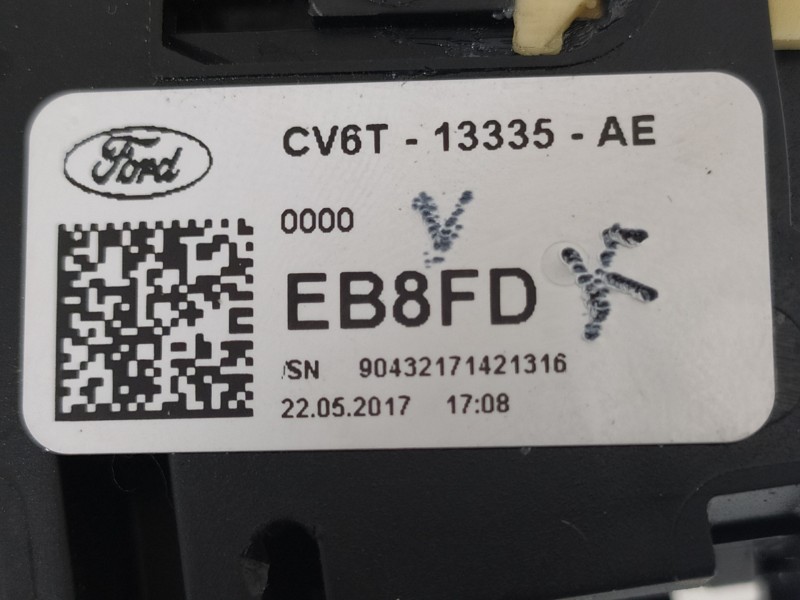 Ford
CV6T - 13335 - AE
0000
EB8FD
/SN 90432171421316
22.05.2017 17:08